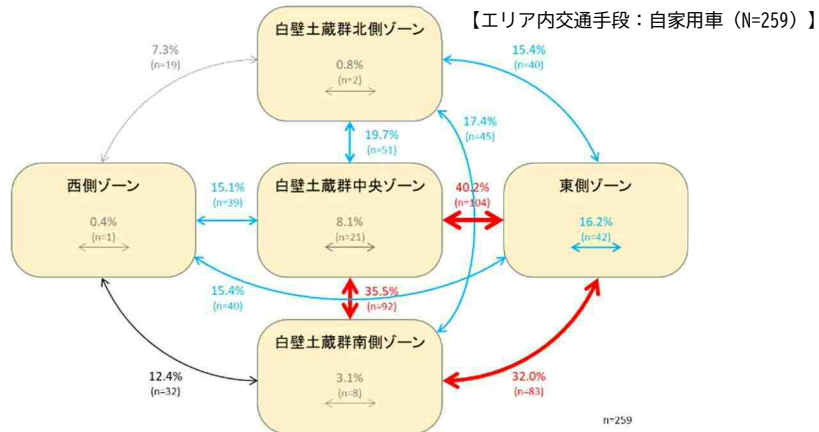 【エリア内交通手段：自家用車（N=259）】
白壁土蔵群北側ゾーン
0.8%
(n=2)
7.3%
(n=19)
15.4%
(n=40)
17.4%
(n=45)
19.7%
(n=51)
西側ゾーン
0.4%
(n=1)
15.1%
(n=39)
白壁土蔵群中央ゾーン
8.1%
(n=21)
40.2%
(n=104)
東側ゾーン
16.2%
(n=42)
15.4%
(n=40)
35.5%
(n=92)
白壁土蔵群南側ゾーン
3.1%
(n=8)
12.4%
(n=32)
32.0%
(n=83)
n=259